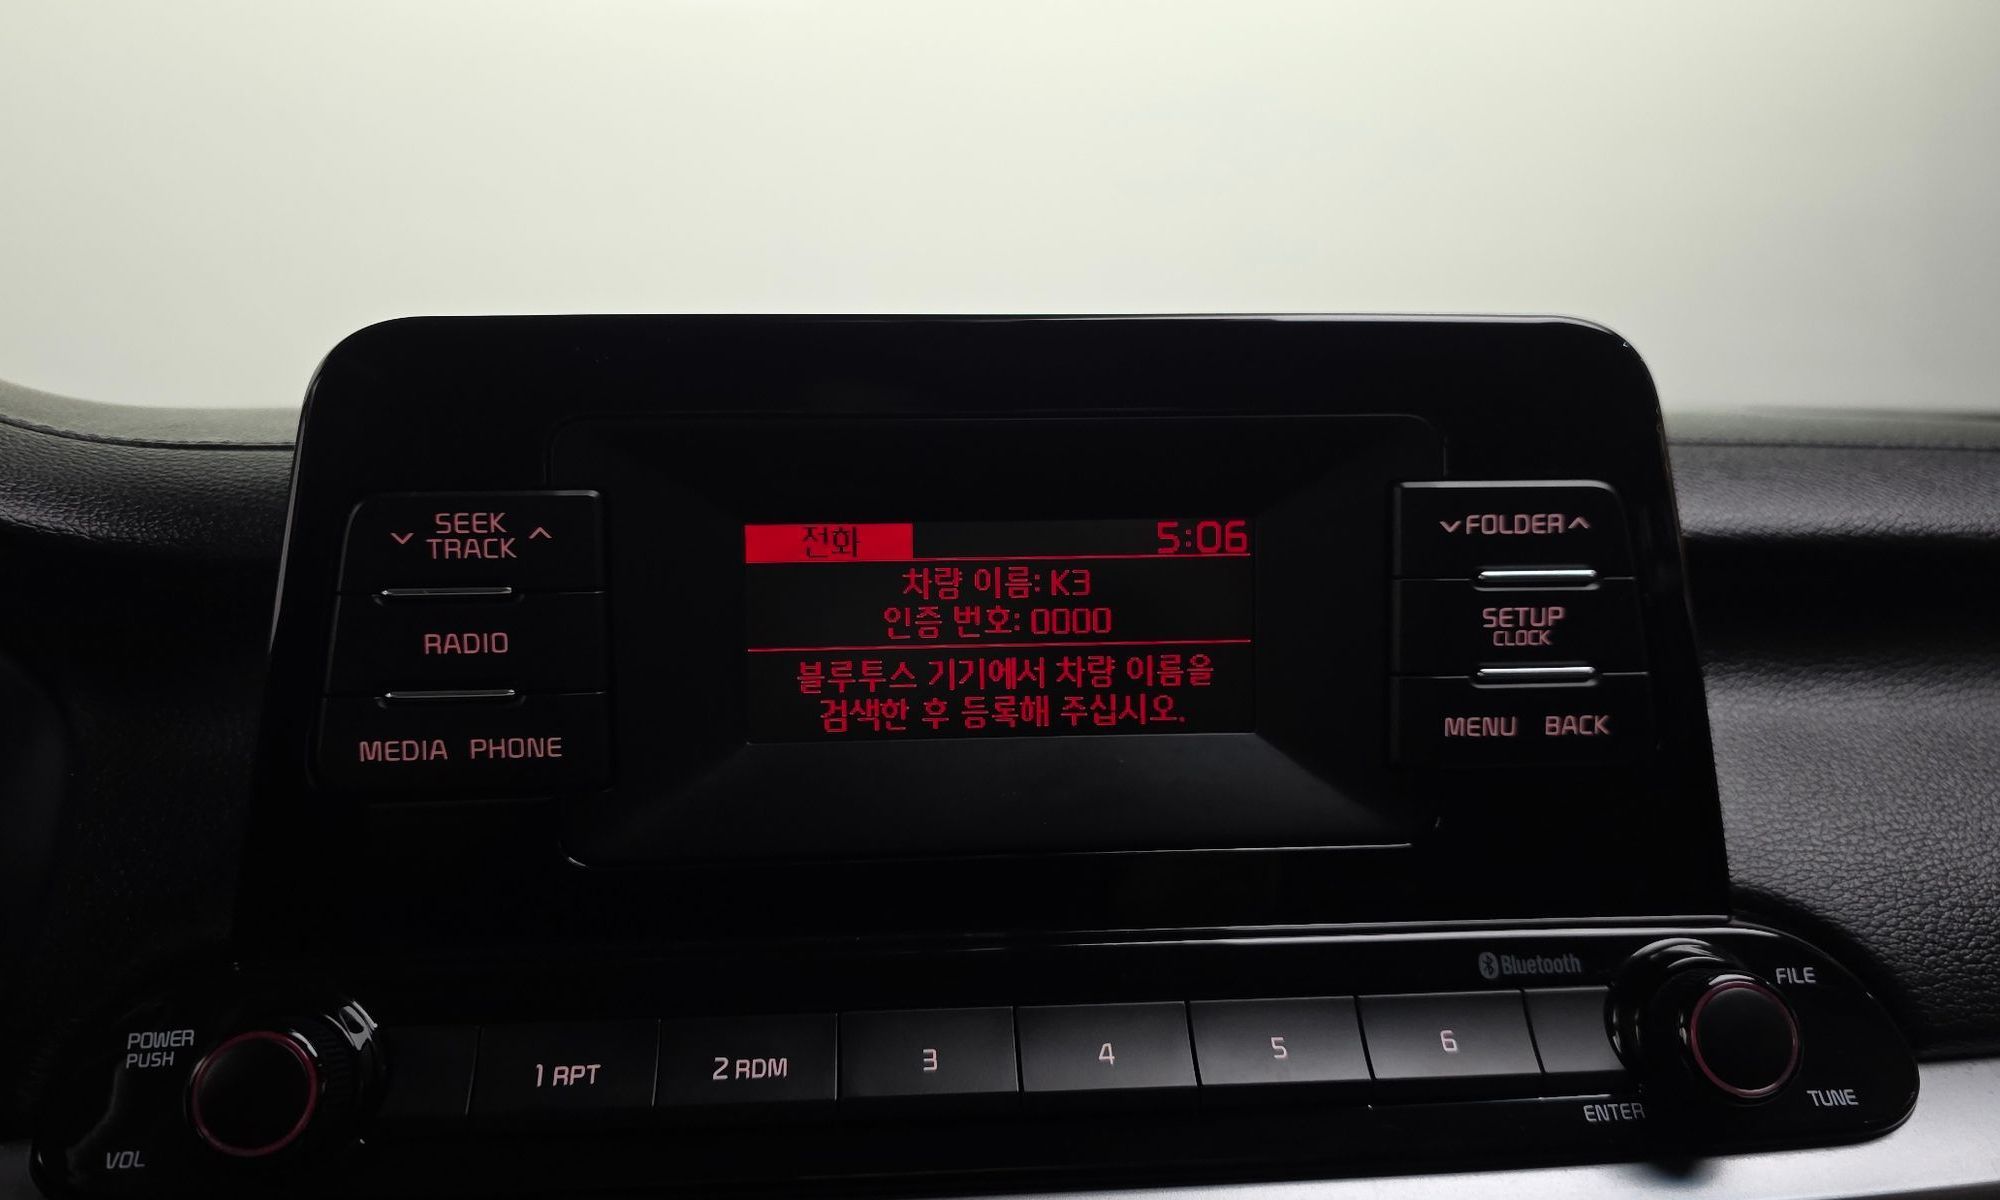 SEEK
TRACK
RADIO
MEDIA PHONE
전화 5:06
차량 이름: K3
인증 번호: 0000
블루투스 기기에서 차량 이름을
검색한 후 등록해 주십시오.
FOLDER
SETUP
CLOCK
MENU BACK
Bluetooth
POWER
PUSH
VOL
1 RPT
2 RDM
3
4
5
6
FILE
ENTER
TUNE